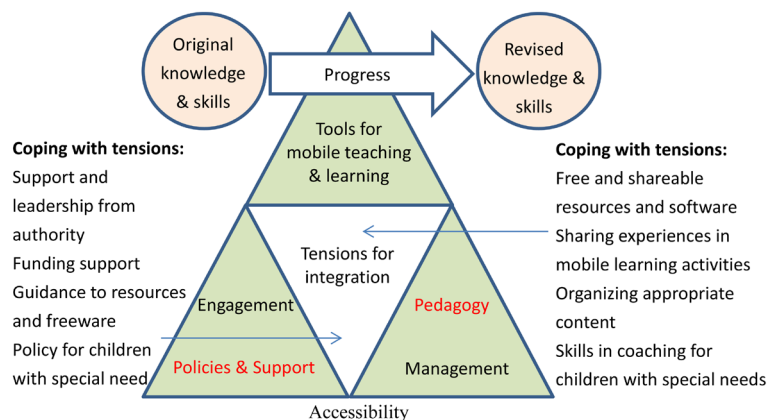 Original
knowledge
& skills
Progress
Revised
knowledge &
skills
Tools for
mobile teaching
& learning
Coping with tensions:
Support and
leadership from
authority
Funding support
Guidance to resources
and freeware
Policy for children
with special need
Tensions for
integration
Engagement
Policies & Support
Pedagogy
Management
Accessibility
Coping with tensions:
Free and shareable
resources and software
Sharing experiences in
mobile learning activities
Organizing appropriate
content
Skills in coaching for
children with special needs